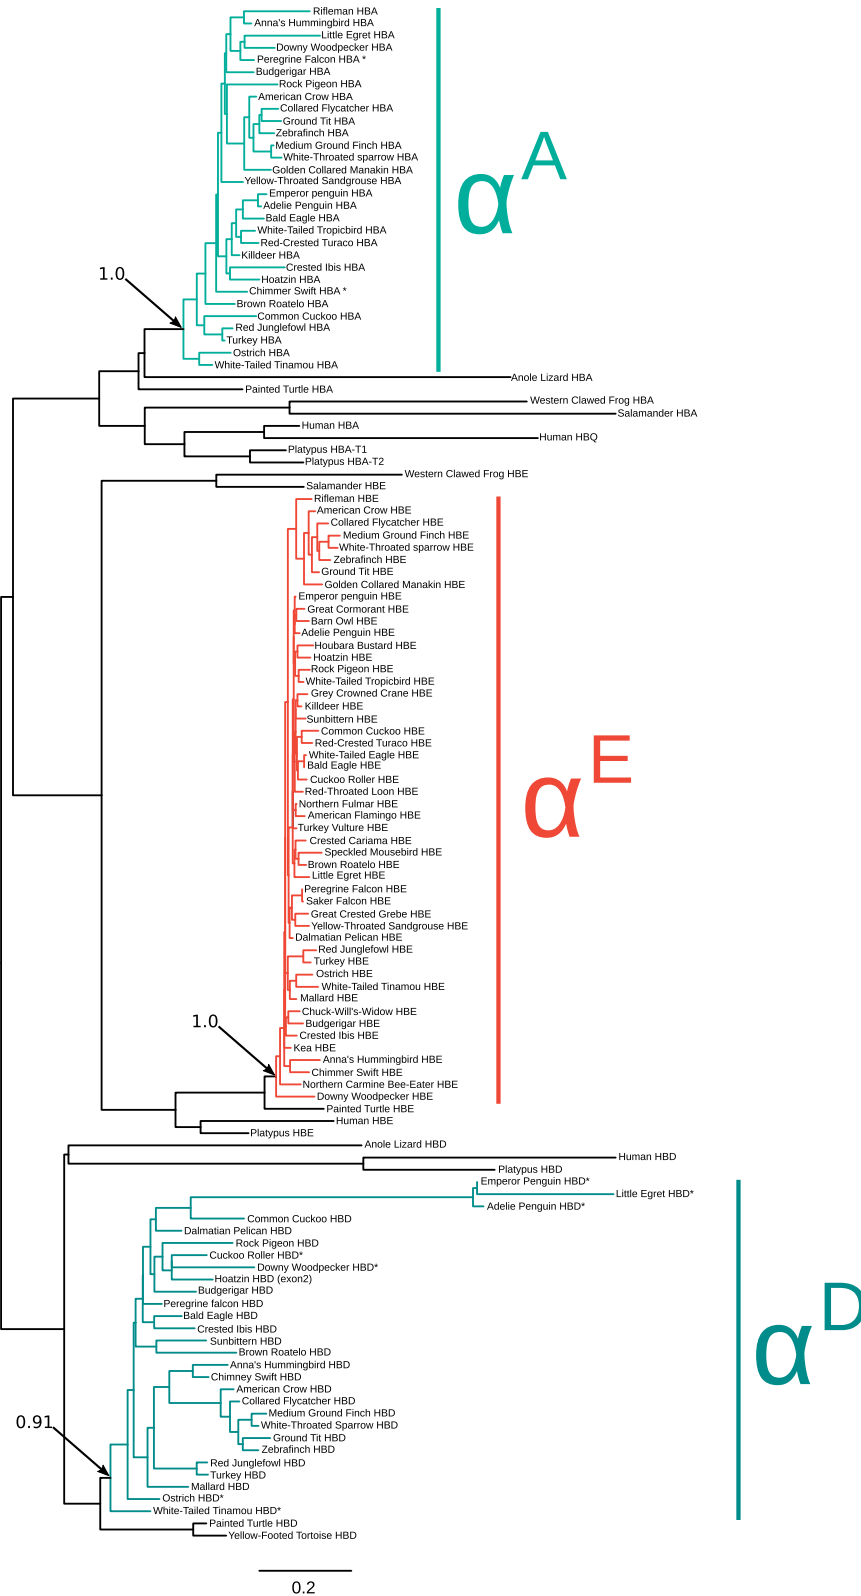 Rifleman HBA
Anna's Hummingbird HBA
Little Egret HBA
Downy Woodpecker HBA
Peregrine Falcon HBA *
Budgerigar HBA
Rock Pigeon HBA
American Crow HBA
Collared Flycatcher HBA
Ground Tit HBA
Zebrafinch HBA
Medium Ground Finch HBA
White-Throated sparrow HBA
Golden Collared Manakin HBA
Yellow-Throated Sandgrouse HBA
αA
Emperor penguin HBA
Adelie Penguin HBA
Bald Eagle HBA
White-Tailed Tropicbird HBA
Red-Crested Turaco HBA
Killdeer HBA
Crested Ibis HBA
1.0
Hoatzin HBA
Chimmer Swift HBA *
Brown Roatelo HBA
Common Cuckoo HBA
Red Junglefowl HBA
Turkey HBA
Ostrich HBA
White-Tailed Tinamou HBA
Anole Lizard HBA
Painted Turtle HBA
Western Clawed Frog HBA
Salamander HBA
Human HBA
Human HBQ
Platypus HBA-T1
Platypus HBA-T2
Western Clawed Frog HBE
Salamander HBE
Rifleman HBE
American Crow HBE
Collared Flycatcher HBE
Medium Ground Finch HBE
White-Throated sparrow HBE
Zebrafinch HBE
Ground Tit HBE
Golden Collared Manakin HBE
Emperor penguin HBE
Great Cormorant HBE
Barn Owl HBE
Adelie Penguin HBE
Houbara Bustard HBE
Hoatzin HBE
Rock Pigeon HBE
White-Tailed Tropicbird HBE
Grey Crowned Crane HBE
Killdeer HBE
Sunbittern HBE
Common Cuckoo HBE
Red-Crested Turaco HBE
White-Tailed Eagle HBE
Bald Eagle HBE
Cuckoo Roller HBE
Red-Throated Loon HBE
αE
Northern Fulmar HBE
American Flamingo HBE
Turkey Vulture HBE
Crested Cariama HBE
Speckled Mousebird HBE
Brown Roatelo HBE
Little Egret HBE
Peregrine Falcon HBE
Saker Falcon HBE
Great Crested Grebe HBE
Yellow-Throated Sandgrouse HBE
Dalmatian Pelican HBE
Red Junglefowl HBE
Turkey HBE
Ostrich HBE
White-Tailed Tinamou HBE
Mallard HBE
Chuck-Will's-Widow HBE
1.0
Budgerigar HBE
Crested Ibis HBE
Kea HBE
Anna's Hummingbird HBE
Chimmer Swift HBE
Northern Carmine Bee-Eater HBE
Downy Woodpecker HBE
Painted Turtle HBE
Human HBE
Platypus HBE
Anole Lizard HBD
Human HBD
Platypus HBD
Emperor Penguin HBD*
Little Egret HBD*
Adelie Penguin HBD*
Common Cuckoo HBD
Dalmatian Pelican HBD
Rock Pigeon HBD
Cuckoo Roller HBD*
Downy Woodpecker HBD*
Hoatzin HBD (exon2)
Budgerigar HBD
Peregrine falcon HBD
Bald Eagle HBD
Crested Ibis HBD
Sunbittern HBD
Brown Roatelo HBD
αD
Anna's Hummingbird HBD
Chimney Swift HBD
American Crow HBD
Collared Flycatcher HBD
Medium Ground Finch HBD
0.91
White-Throated Sparrow HBD
Ground Tit HBD
Zebrafinch HBD
Red Junglefowl HBD
Turkey HBD
Mallard HBD
Ostrich HBD*
White-Tailed Tinamou HBD*
Painted Turtle HBD
Yellow-Footed Tortoise HBD
0.2